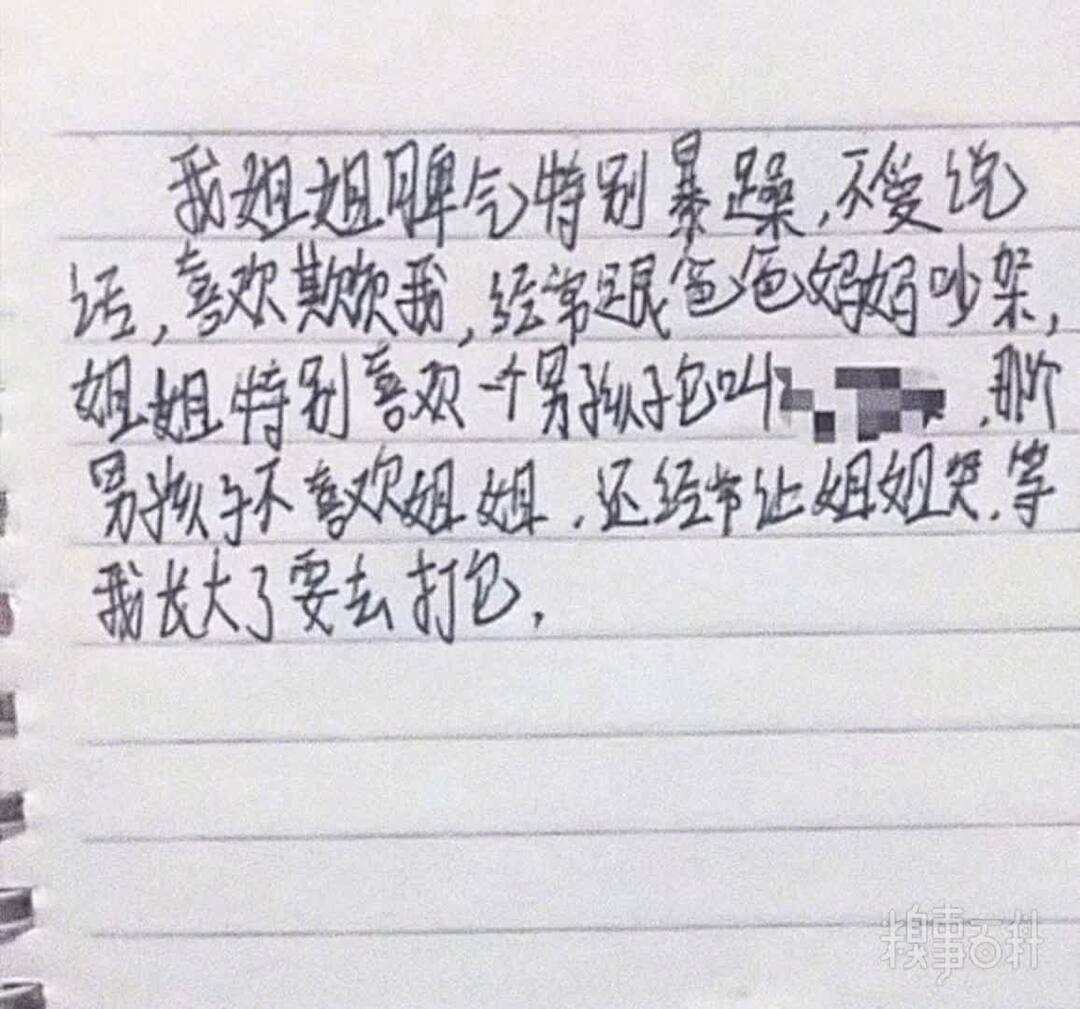 我姐姐脾气特别暴躁,不爱说
话,喜欢欺负我,经常跟爸爸妈妈吵架,
姐姐特别喜欢一个男孩子包叫,那个
男孩子不喜欢姐姐,还经常让姐姐哭,等
我长大了要去打包,
糗事百科